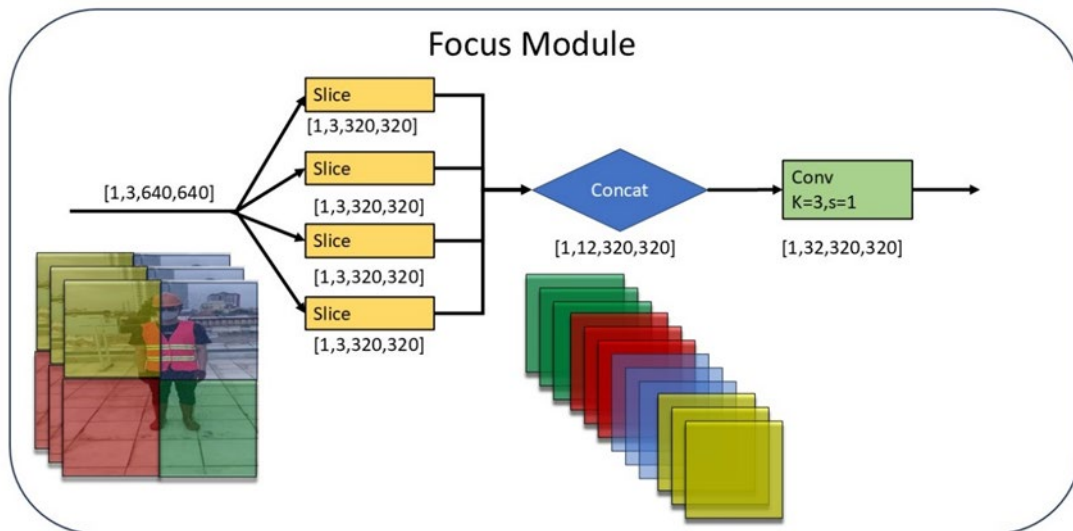 Focus Module
Slice
[1,3,320,320]
Slice
[1,3,640,640]
[1,3,320,320]
Slice
Concat
Conv
K=3,s=1
[1,12,320,320]
[1,32,320,320]
[1,3,320,320]
Slice
[1,3,320,320]